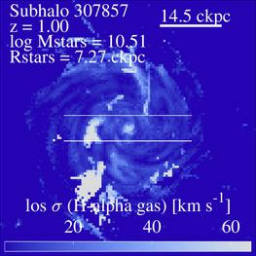 Subhalo 307857
14.5 ckpc
z = 1.00
log Mstars = 10.51
Rstars = 7.27 ckpc
los σ (H-alpha gas) [km s⁻¹]
20 40 60